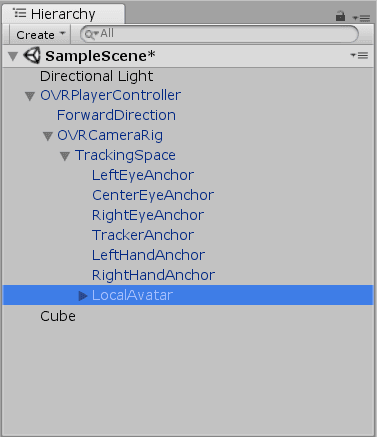 Hierarchy
Create All
SampleScene*
Directional Light
OVRPlayerController
ForwardDirection
OVRCameraRig
TrackingSpace
LeftEyeAnchor
CenterEyeAnchor
RightEyeAnchor
TrackerAnchor
LeftHandAnchor
RightHandAnchor
LocalAvatar
Cube